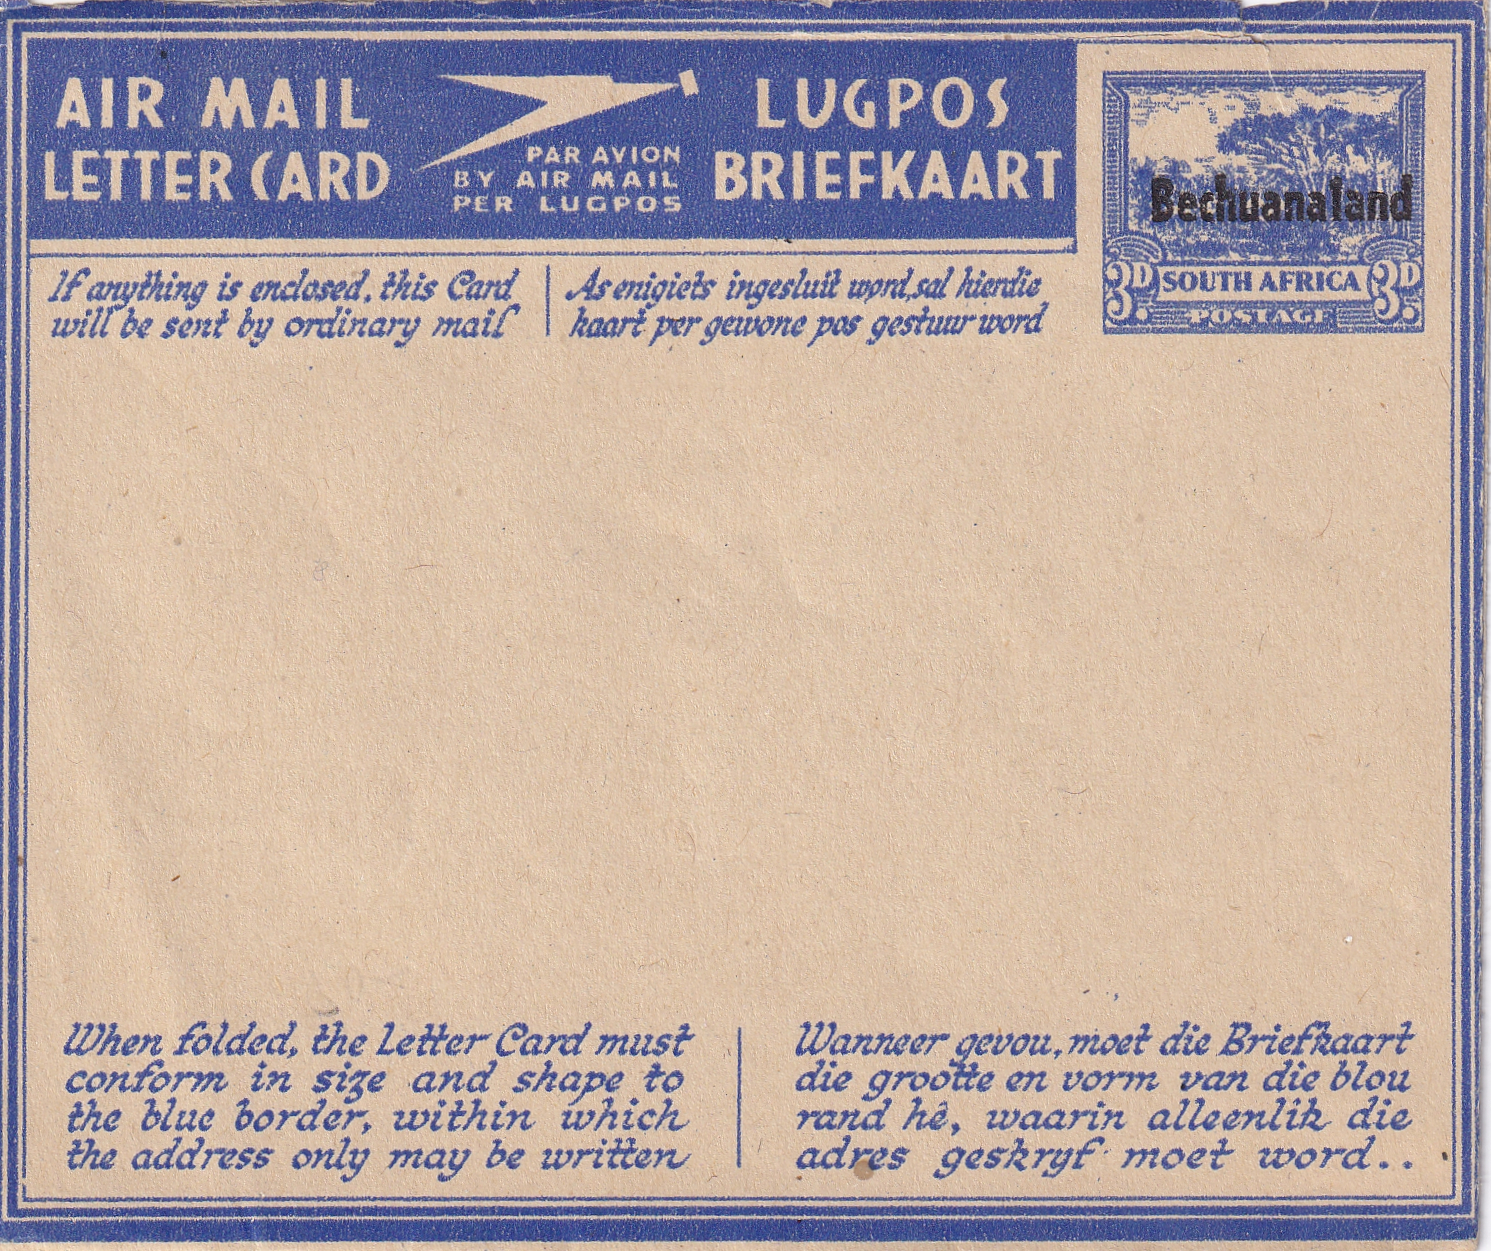 AIR MAIL
LETTER CARD
PAR AVION
BY AIR MAIL
PER LUGPOS
LUGPOS
BRIEFKAART
Bechuanaland
3D SOUTH AFRICA 3D
POSTAGE
If anything is enclosed, this Card
will be sent by ordinary mail
As enigiets ingesluit word, sal hierdie
kaart per gewone pos gestuur word
When folded, the Letter Card must
conform in size and shape to
the blue border, within which
the address only may be written
Wanneer gevou, moet die Briefkaart
die grootte en vorm van die blou
rand hê, waarin alleenlik die
adres geskryf moet word..